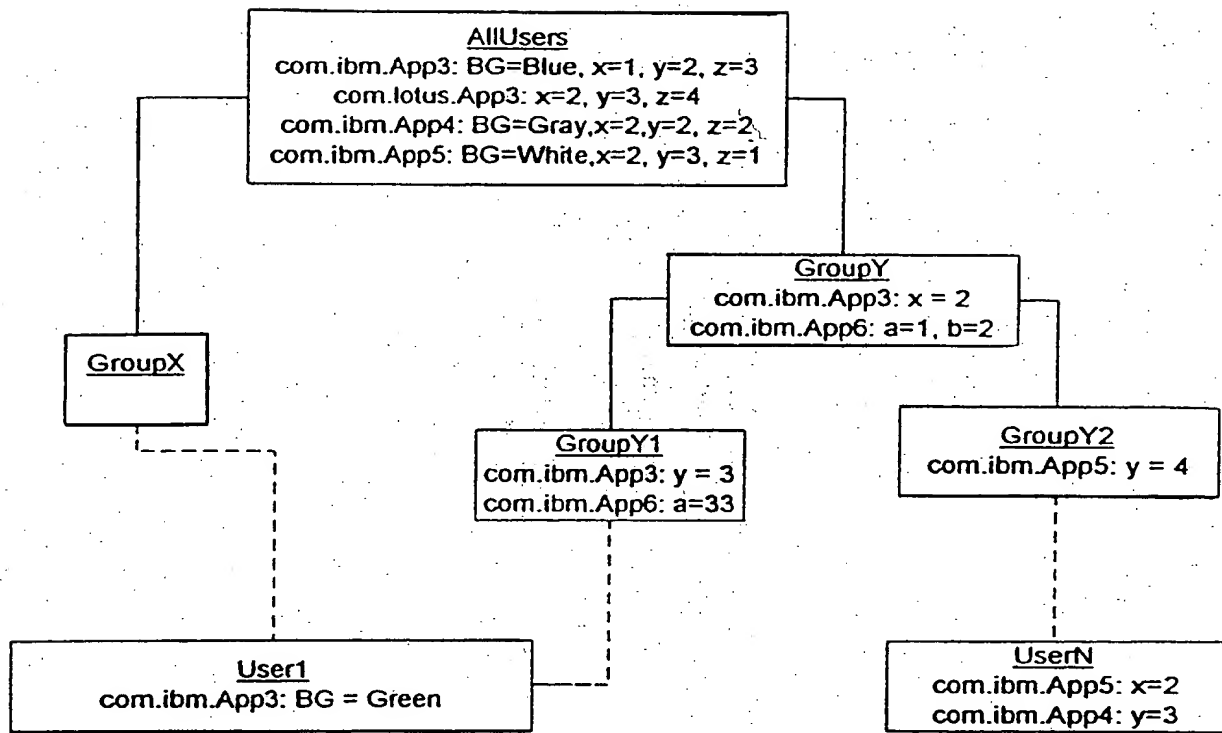 AllUsers
com.ibm.App3: BG=Blue, x=1, y=2, z=3
com.lotus.App3: x=2, y=3, z=4
com.ibm.App4: BG=Gray,x=2,y=2, z=2
com.ibm.App5: BG=White,x=2, y=3, z=1
GroupY
com.ibm.App3: x = 2
com.ibm.App6: a=1, b=2
GroupX
GroupY1
com.ibm.App3: y = 3
com.ibm.App6: a=33
GroupY2
com.ibm.App5: y = 4
User1
com.ibm.App3: BG = Green
UserN
com.ibm.App5: x=2
com.ibm.App4: y=3